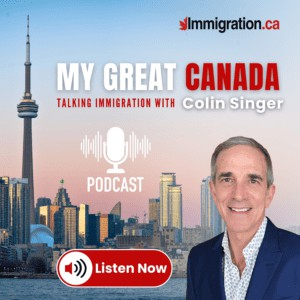 Immigration.ca
MY GREAT CANADA
TALKING IMMIGRATION WITH Colin Singer
PODCAST
Listen Now